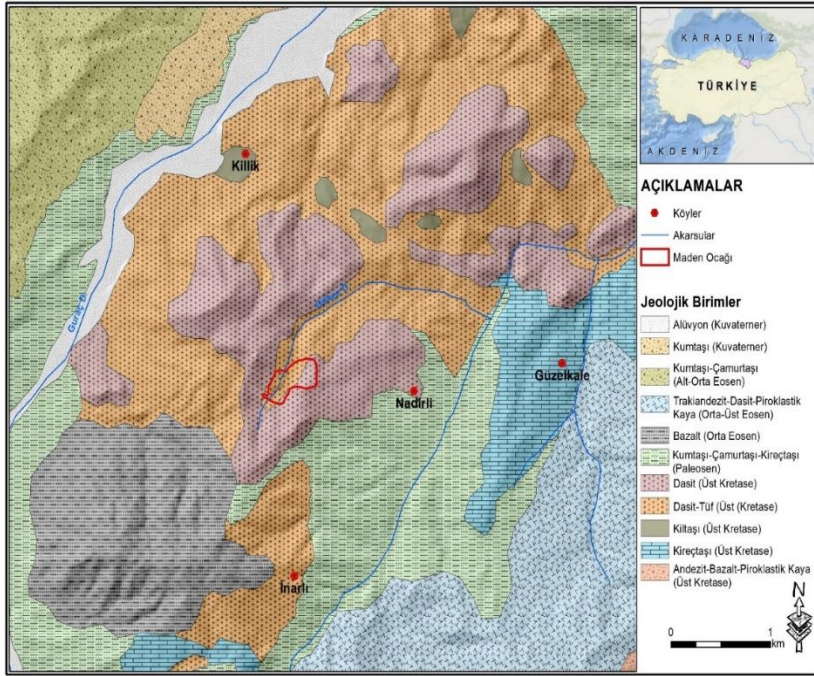 Killik
Guraç D
Nadirli
Güzelkale
İnarlı
KARADENİZ
TÜRKİYE
AKDENİZ
AÇIKLAMALAR
Köyler
Akarsular
Maden Ocağı
Jeolojik Birimler
Alüvyon (Kuvaterner)
Kumtaşı (Kuvaterner)
Kumtaşı-Çamurtaşı
(Alt-Orta Eosen)
Trakiandezit-Dasit-Piroklastik
Kaya (Orta-Üst Eosen)
Bazalt (Orta Eosen)
Kumtaşı-Çamurtaşı-Kireçtaşı
(Paleosen)
Dasit (Üst Kretase)
Dasit-Tüf Üst (Kretase)
Kiltaşı (Üst Kretase)
Kireçtaşı (Üst Kretase)
Andezit-Bazalt-Piroklastik Kaya
(Üst Kretase)
N
0 1
km